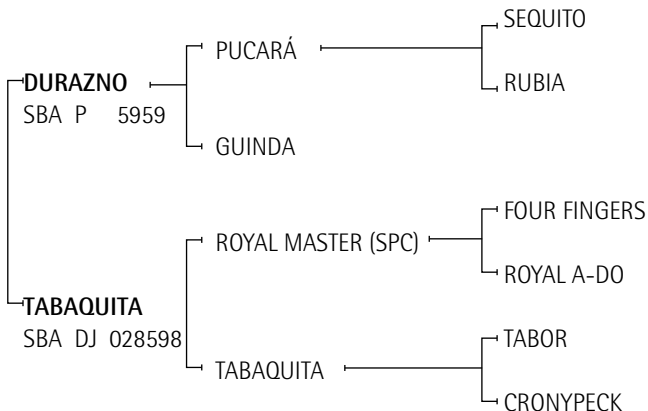 SEQUITO
PUCARÁ
DURAZNO
RUBIA
SBA P 5959
GUINDA
FOUR FINGERS
ROYAL MASTER (SPC)
ROYAL A-DO
TABAQUITA
SBA DJ 028598
TABOR
TABAQUITA
CRONYPECK